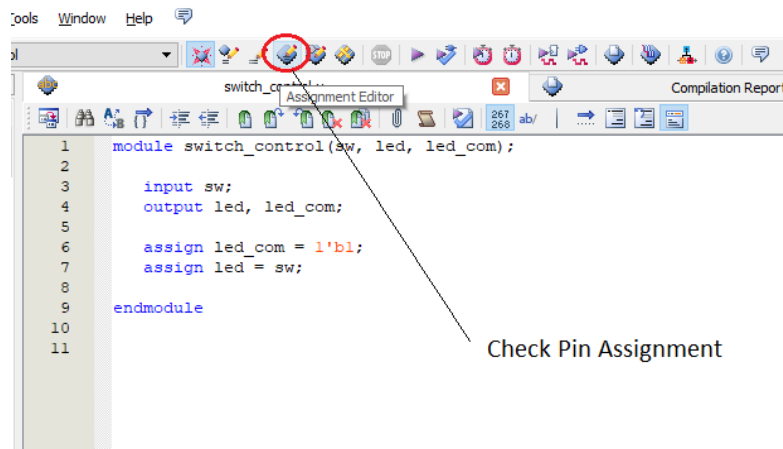 Tools Window Help
ol
switch_control.v
Assignment Editor
Compilation Report
267
268
ab/
1 module switch_control(sw, led, led_com);
2
3 input sw;
4 output led, led_com;
5
6 assign led_com = 1'b1;
7 assign led = sw;
8
9 endmodule
10
11
Check Pin Assignment
STOP